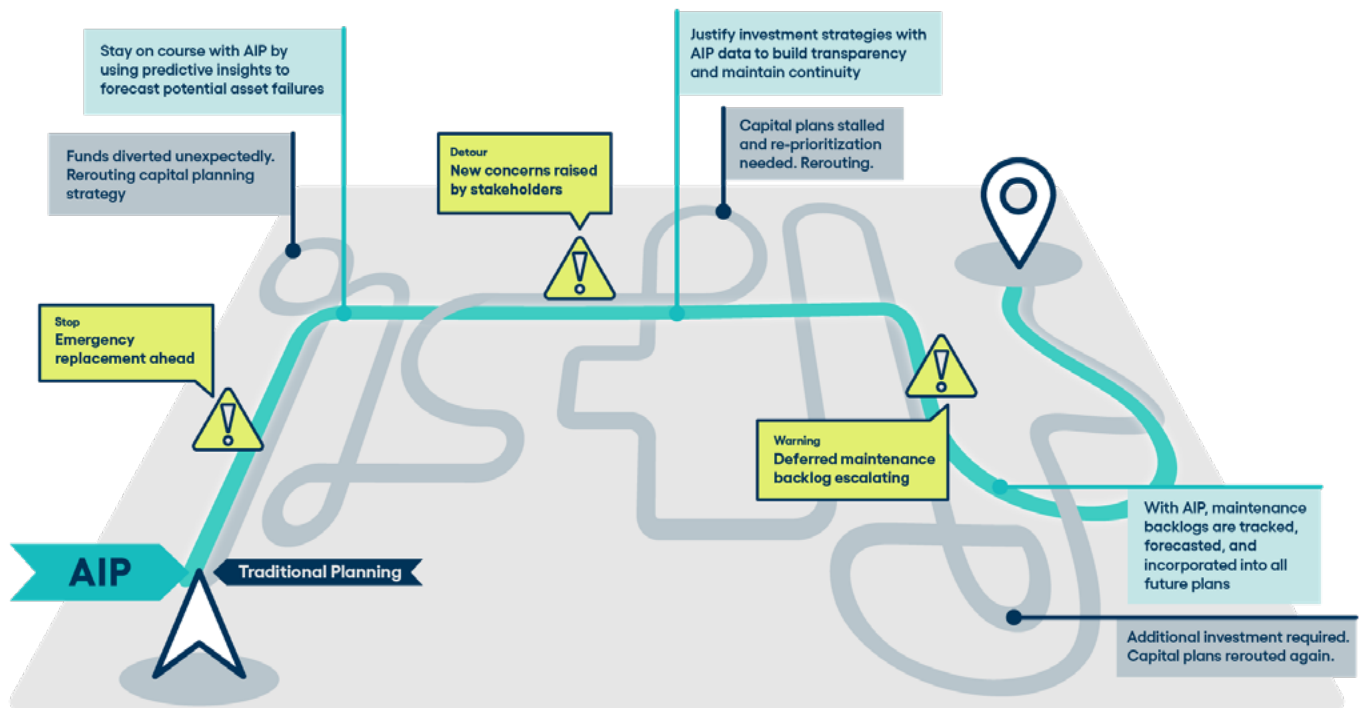 Stay on course with AIP by
using predictive insights to
forecast potential asset failures
Justify investment strategies with
AIP data to build transparency
and maintain continuity
Funds diverted unexpectedly.
Rerouting capital planning
strategy
Detour
New concerns raised
by stakeholders
Capital plans stalled
and re-prioritization
needed. Rerouting.
Stop
Emergency
replacement ahead
Warning
Deferred maintenance
backlog escalating
With AIP, maintenance
backlogs are tracked,
forecasted, and
incorporated into all
future plans
AIP
Traditional Planning
Additional investment required.
Capital plans rerouted again.